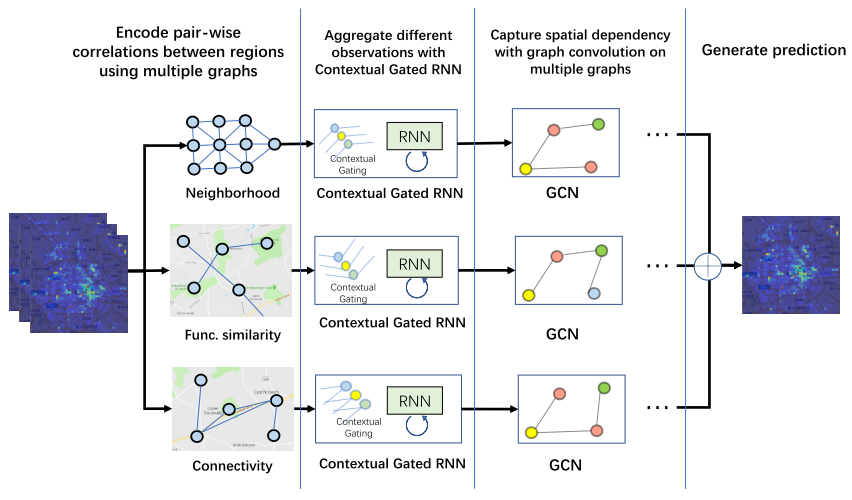 Encode pair-wise
correlations between regions
using multiple graphs
Aggregate different
observations with
Contextual Gated RNN
Capture spatial dependency
with graph convolution on
multiple graphs
Generate prediction
Neighborhood
Contextual
Gating
RNN
Contextual Gated RNN
GCN
...
Func. similarity
Contextual
Gating
RNN
Contextual Gated RNN
GCN
...
Connectivity
Contextual
Gating
RNN
Contextual Gated RNN
GCN
...